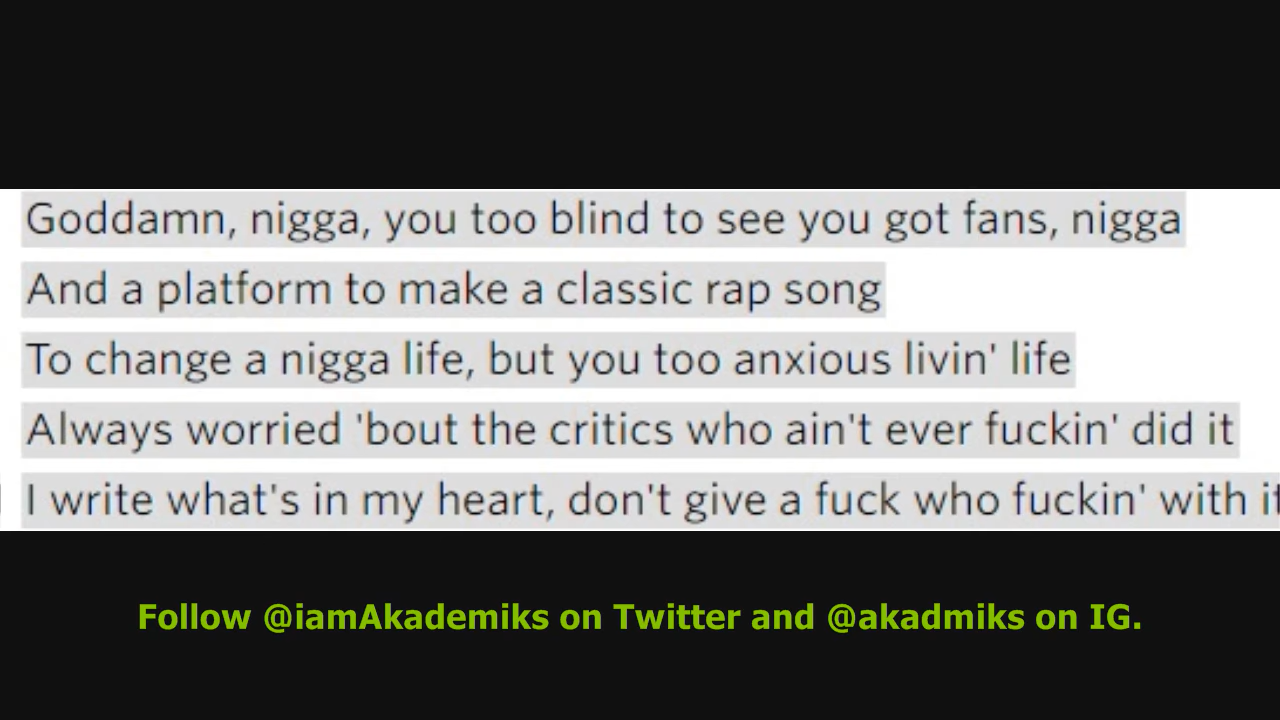 Goddamn, nigga, you too blind to see you got fans, nigga
And a platform to make a classic rap song
To change a nigga life, but you too anxious livin' life
Always worried 'bout the critics who ain't ever fuckin' did it
I write what's in my heart, don't give a fuck who fuckin' with it
Follow @iamAkademiks on Twitter and @akadmiks on IG.